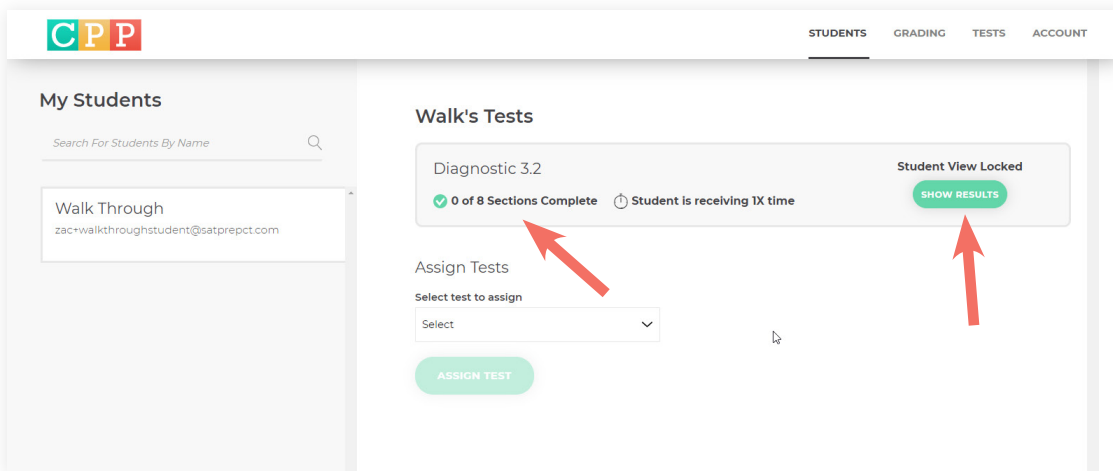 CPP
STUDENTS GRADING TESTS ACCOUNT
My Students
Search For Students By Name
Walk Through
zac+walkthroughstudent@satprepct.com
Walk's Tests
Diagnostic 3.2
0 of 8 Sections Complete Student is receiving 1X time
Student View Locked
SHOW RESULTS
Assign Tests
Select test to assign
Select
ASSIGN TEST